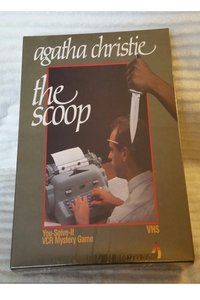 agatha christie
the
scoop
You-Solve-It
VCR Mystery Game
VHS